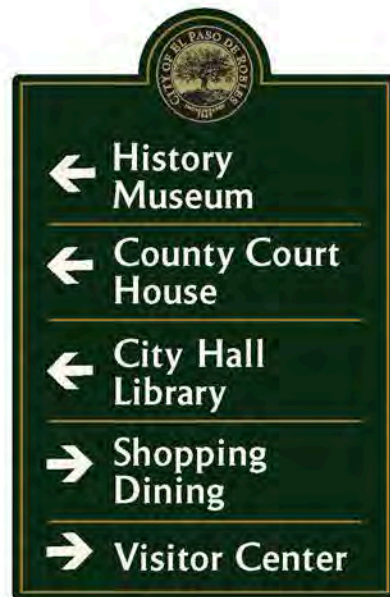 CITY OF EL PASO DE ROBLES
History
Museum
County Court
House
City Hall
Library
Shopping
Dining
Visitor Center